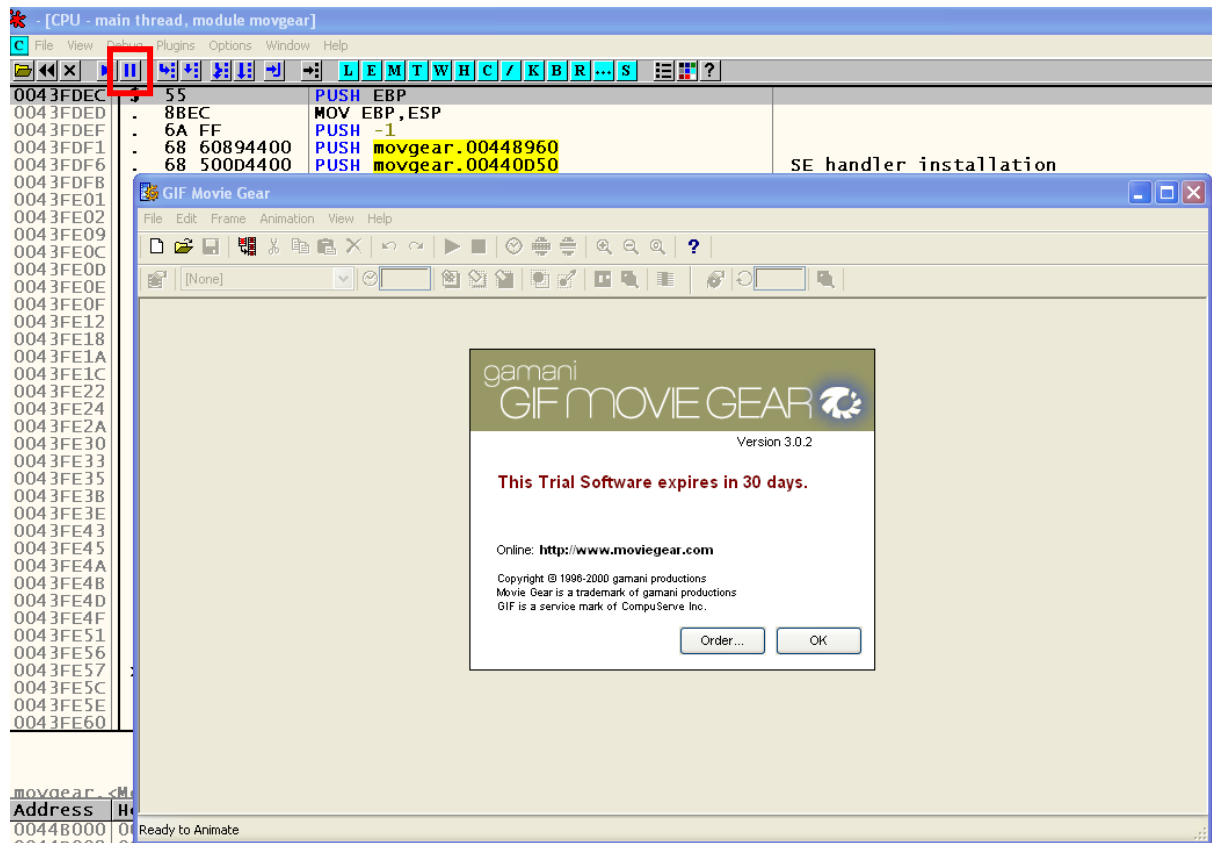 - [CPU - main thread, module movgear]
C File View Debug Plugins Options Window Help
L E M T W H C / K B R ... S ?
0043FDEC $ 55 PUSH EBP
0043FDED . 8BEC MOV EBP,ESP
0043FDEF . 6A FF PUSH -1
0043FDF1 . 68 60894400 PUSH movgear.00448960
0043FDF6 . 68 500D4400 PUSH movgear.00440D50 SE handler installation
0043FDFB
0043FE01
0043FE02
0043FE09
0043FE0C
0043FE0D
0043FE0E
0043FE0F
0043FE12
0043FE18
0043FE1A
0043FE1C
0043FE22
0043FE24
0043FE2A
0043FE30
0043FE33
0043FE35
0043FE3B
0043FE3E
0043FE43
0043FE45
0043FE4A
0043FE4B
0043FE4D
0043FE4F
0043FE51
0043FE56
0043FE57
0043FE5C
0043FE5E
0043FE60
GIF Movie Gear
File Edit Frame Animation View Help
?
[None]
gamani
GIF MOVIE GEAR
Version 3.0.2
This Trial Software expires in 30 days.
Online: http://www.moviegear.com
Copyright © 1996-2000 gamani productions
Movie Gear is a trademark of gamani productions
GIF is a service mark of CompuServe Inc.
Order... OK
movgear.<M
Address
0044B000
Ready to Animate